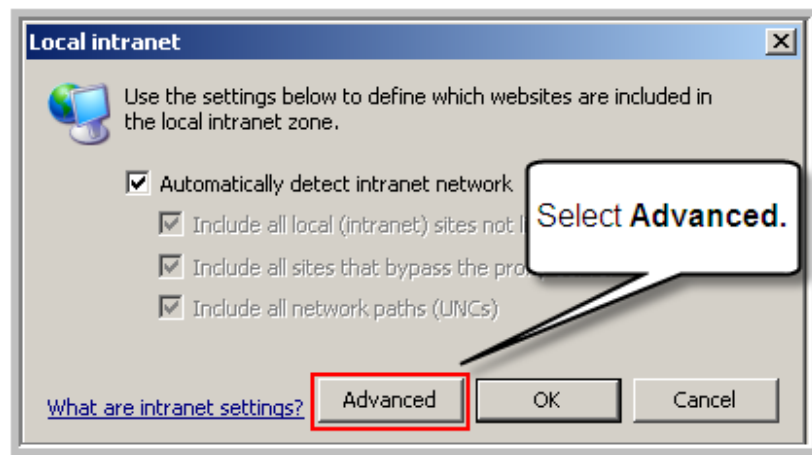 Local intranet
Use the settings below to define which websites are included in
the local intranet zone.
Automatically detect intranet network
Include all local (intranet) sites not
Include all sites that bypass the
Include all network paths (UNCs)
Select Advanced.
What are intranet settings?
Advanced
OK
Cancel